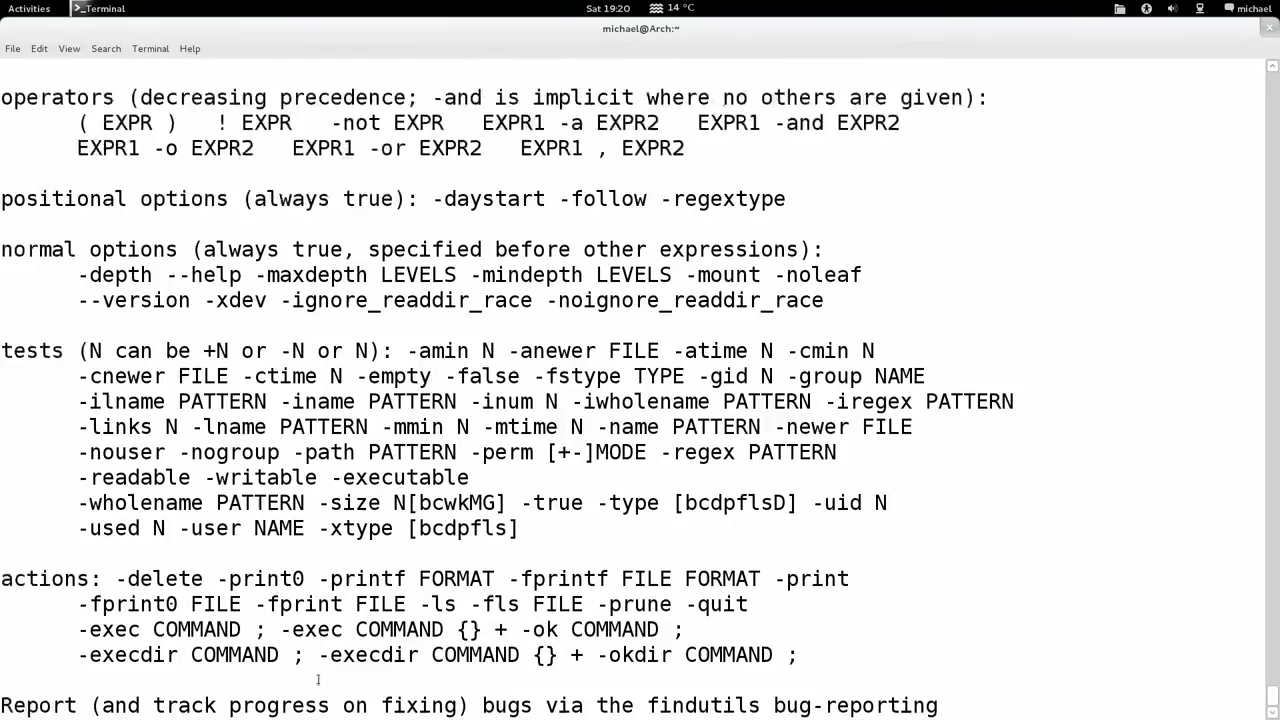 Activities >_Terminal Sat 19:20 14 °C michael
michael@Arch:~
File Edit View Search Terminal Help
operators (decreasing precedence; -and is implicit where no others are given):
( EXPR ) ! EXPR -not EXPR EXPR1 -a EXPR2 EXPR1 -and EXPR2
EXPR1 -o EXPR2 EXPR1 -or EXPR2 EXPR1 , EXPR2
positional options (always true): -daystart -follow -regextype
normal options (always true, specified before other expressions):
-depth --help -maxdepth LEVELS -mindepth LEVELS -mount -noleaf
--version -xdev -ignore_readdir_race -noignore_readdir_race
tests (N can be +N or -N or N): -amin N -anewer FILE -atime N -cmin N
-cnewer FILE -ctime N -empty -false -fstype TYPE -gid N -group NAME
-ilname PATTERN -iname PATTERN -inum N -iwholename PATTERN -iregex PATTERN
-links N -lname PATTERN -mmin N -mtime N -name PATTERN -newer FILE
-nouser -nogroup -path PATTERN -perm [+-]MODE -regex PATTERN
-readable -writable -executable
-wholename PATTERN -size N[bcwkMG] -true -type [bcdpflsD] -uid N
-used N -user NAME -xtype [bcdpfls]
actions: -delete -print0 -printf FORMAT -fprintf FILE FORMAT -print
-fprint0 FILE -fprint FILE -ls -fls FILE -prune -quit
-exec COMMAND ; -exec COMMAND {} + -ok COMMAND ;
-execdir COMMAND ; -execdir COMMAND {} + -okdir COMMAND ;
Report (and track progress on fixing) bugs via the findutils bug-reporting